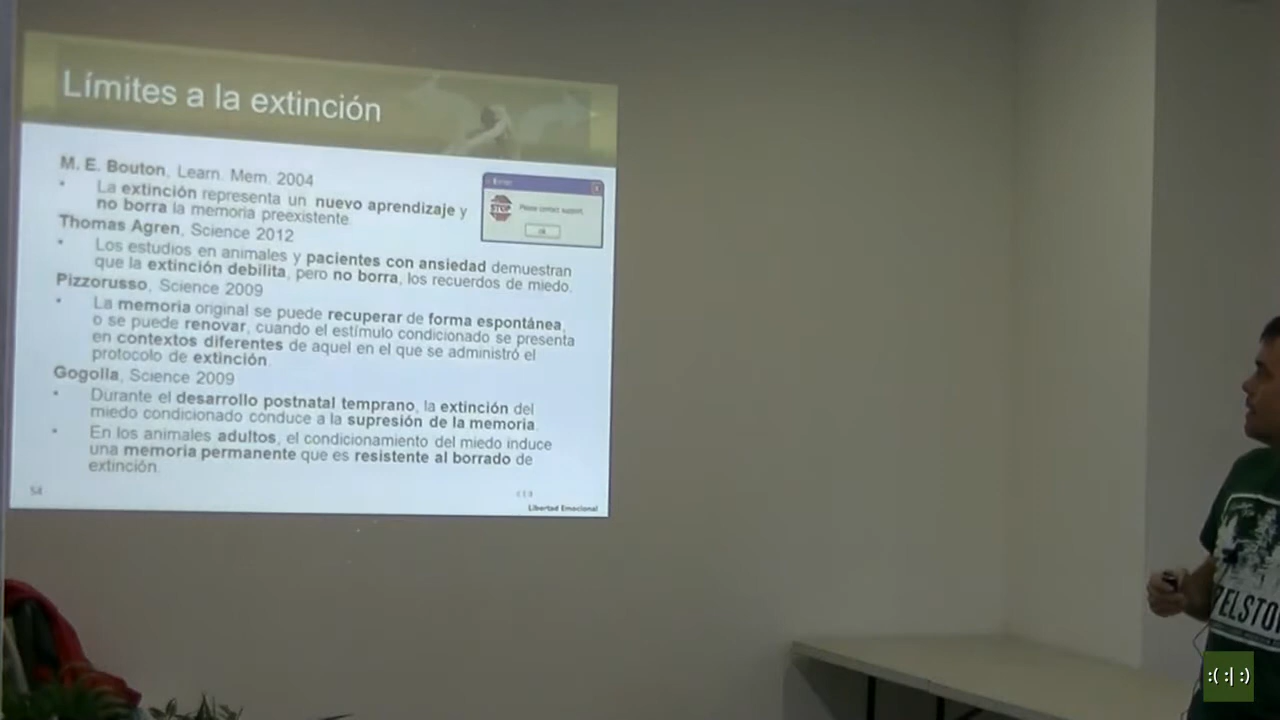 Límites a la extinción
M. E. Bouton, Learn. Mem. 2004
• La extinción representa un nuevo aprendizaje y
no borra la memoria preexistente.
Thomas Agren, Science 2012
• Los estudios en animales y pacientes con ansiedad demuestran
que la extinción debilita, pero no borra, los recuerdos de miedo.
Pizzorusso, Science 2009
• La memoria original se puede recuperar de forma espontánea,
o se puede renovar, cuando el estímulo condicionado se presenta
en contextos diferentes de aquel en el que se administró el
protocolo de extinción.
Gogolla, Science 2009
• Durante el desarrollo postnatal temprano, la extinción del
miedo condicionado conduce a la supresión de la memoria.
• En los animales adultos, el condicionamiento del miedo induce
una memoria permanente que es resistente al borrado de
extinción.
Error
STOP
Please contact support.
ok
54
Libertad Emocional
:( :| :)